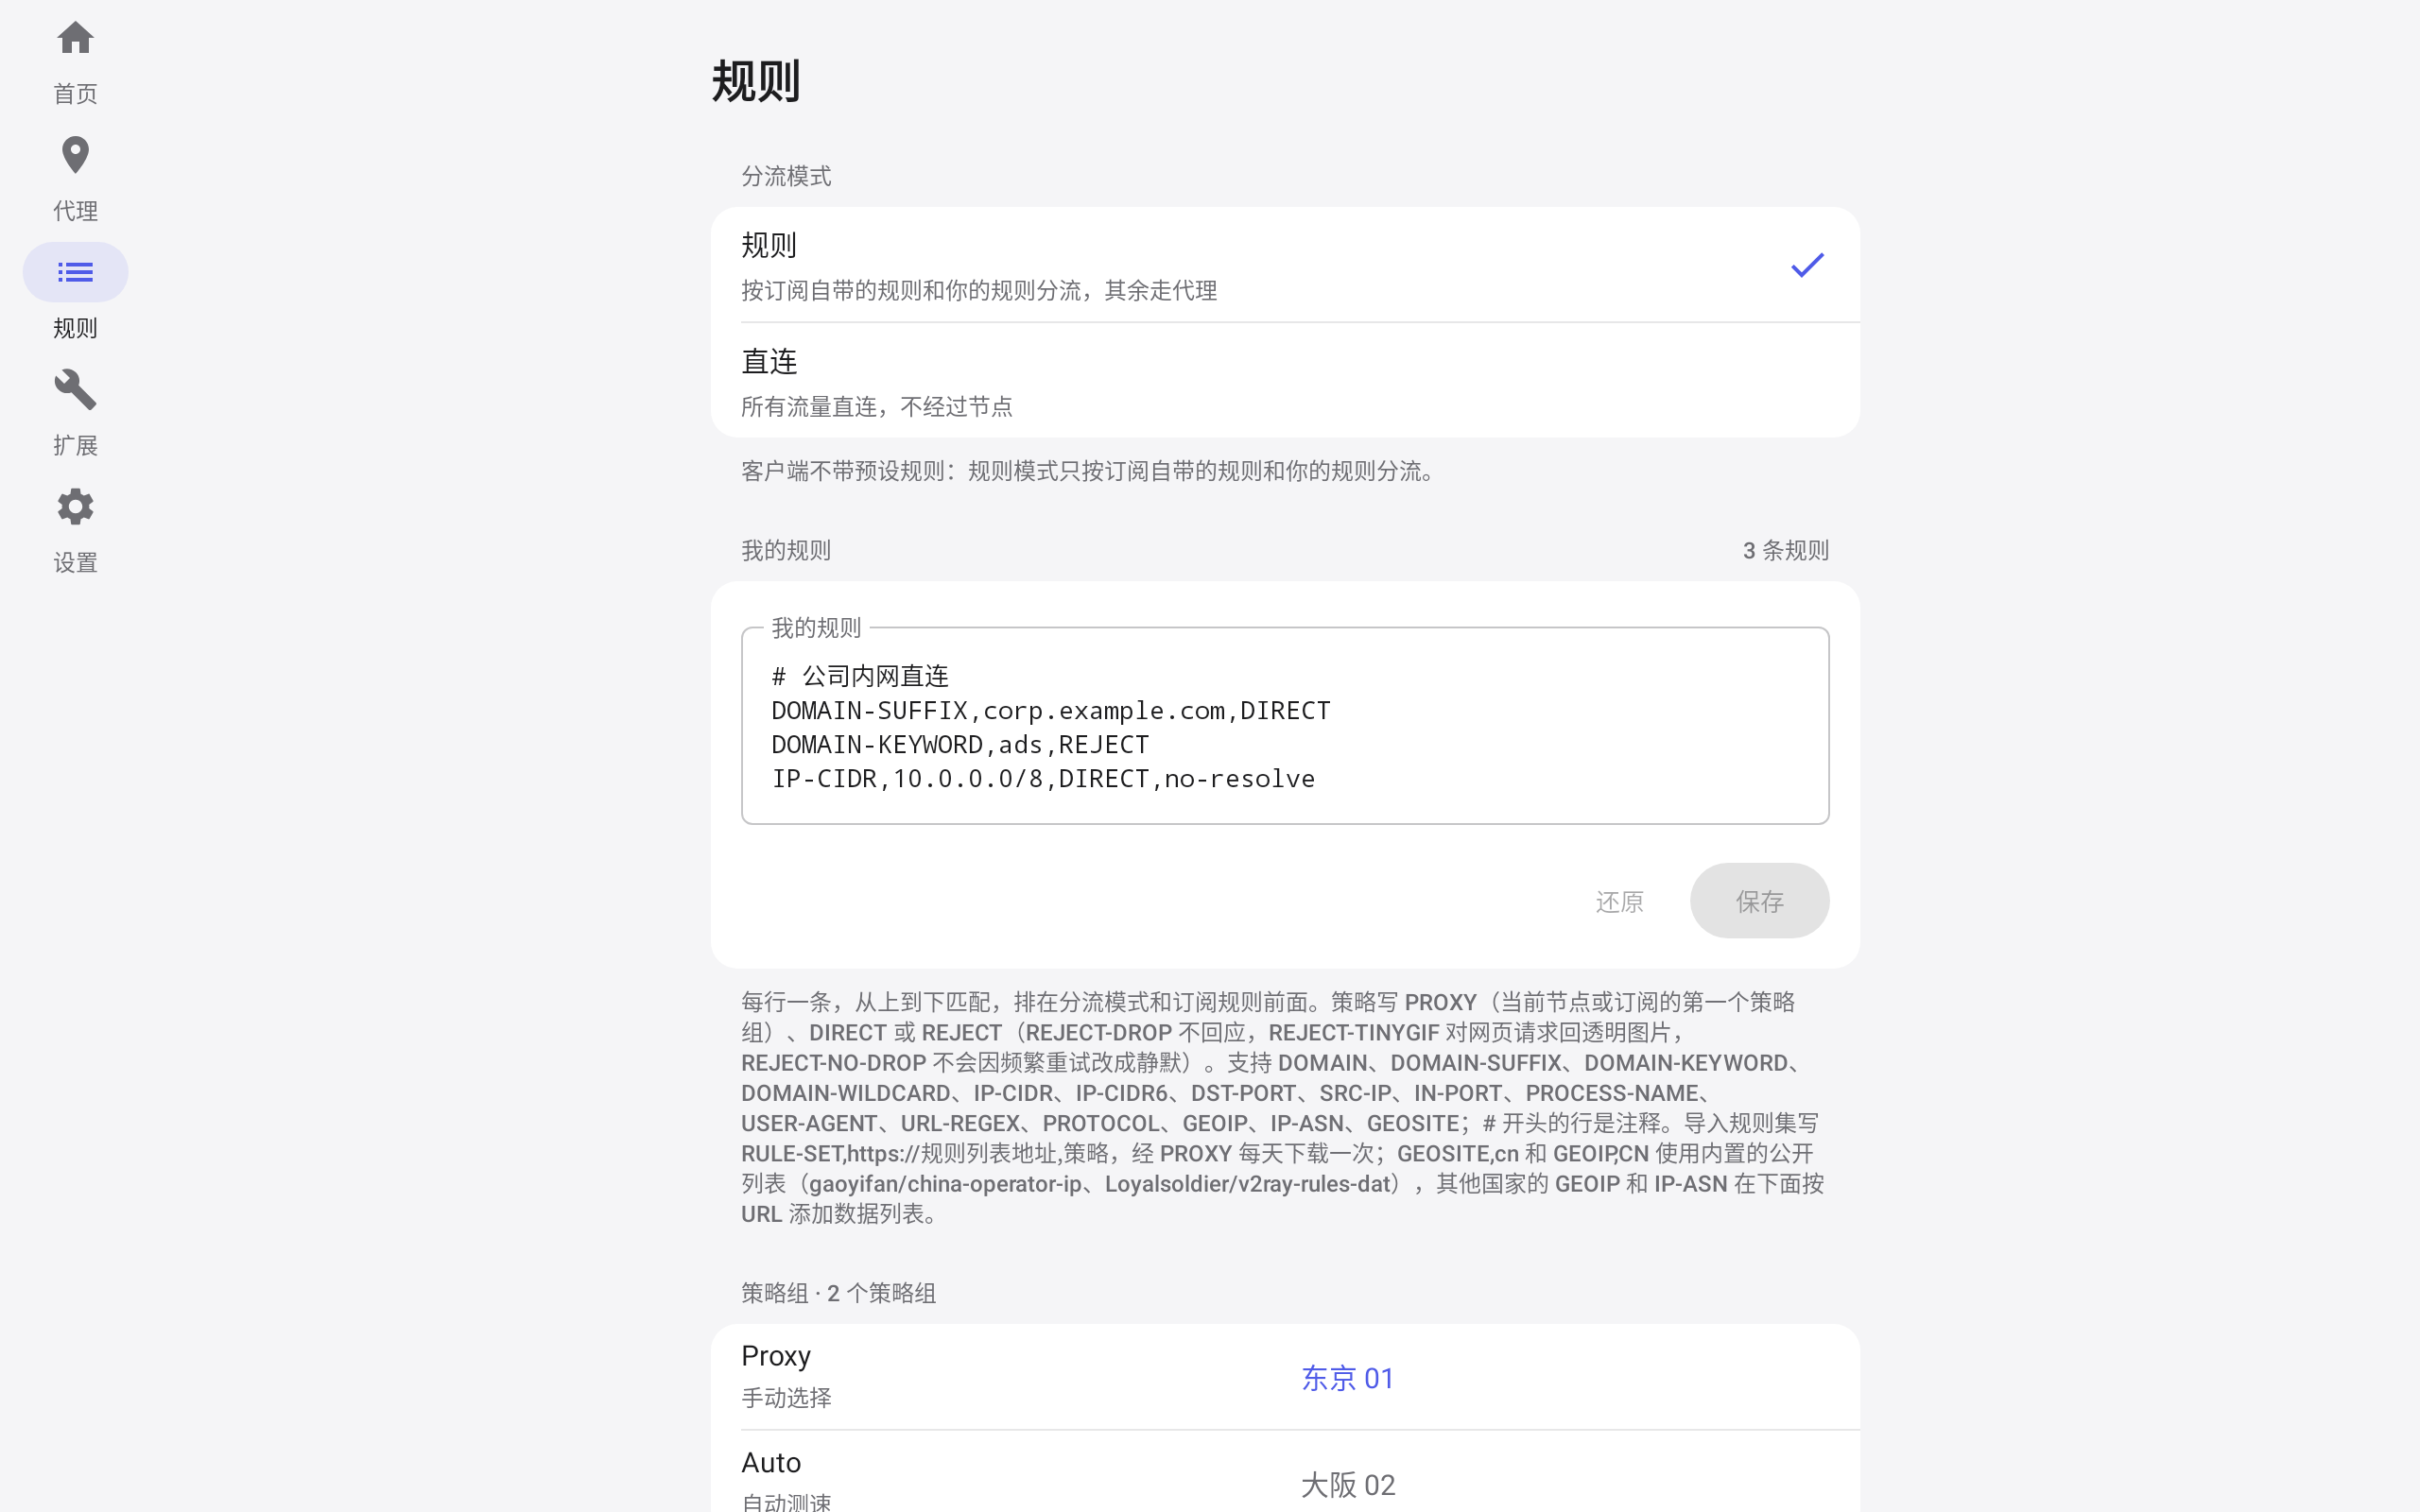 首页
代理
规则
扩展
设置
规则
分流模式
规则
按订阅自带的规则和你的规则分流，其余走代理
直连
所有流量直连，不经过节点
客户端不带预设规则：规则模式只按订阅自带的规则和你的规则分流。
我的规则
3 条规则
我的规则
# 公司内网直连
DOMAIN-SUFFIX,corp.example.com,DIRECT
DOMAIN-KEYWORD,ads,REJECT
IP-CIDR,10.0.0.0/8,DIRECT,no-resolve
还原
保存
每行一条，从上到下匹配，排在分流模式和订阅规则前面。策略写 PROXY（当前节点或订阅的第一个策略
组）、DIRECT 或 REJECT（REJECT-DROP 不回应，REJECT-TINYGIF 对网页请求回透明图片，
REJECT-NO-DROP 不会因频繁重试改成静默）。支持 DOMAIN、DOMAIN-SUFFIX、DOMAIN-KEYWORD、
DOMAIN-WILDCARD、IP-CIDR、IP-CIDR6、DST-PORT、SRC-IP、IN-PORT、PROCESS-NAME、
USER-AGENT、URL-REGEX、PROTOCOL、GEOIP、IP-ASN、GEOSITE；# 开头的行是注释。导入规则集写
RULE-SET,https://规则列表地址,策略，经 PROXY 每天下载一次；GEOSITE,cn 和 GEOIP,CN 使用内置的公开
列表（gaoyifan/china-operator-ip、Loyalsoldier/v2ray-rules-dat），其他国家的 GEOIP 和 IP-ASN 在下面按
URL 添加数据列表。
策略组 · 2 个策略组
Proxy
手动选择
东京 01
Auto
自动测速
大阪 02